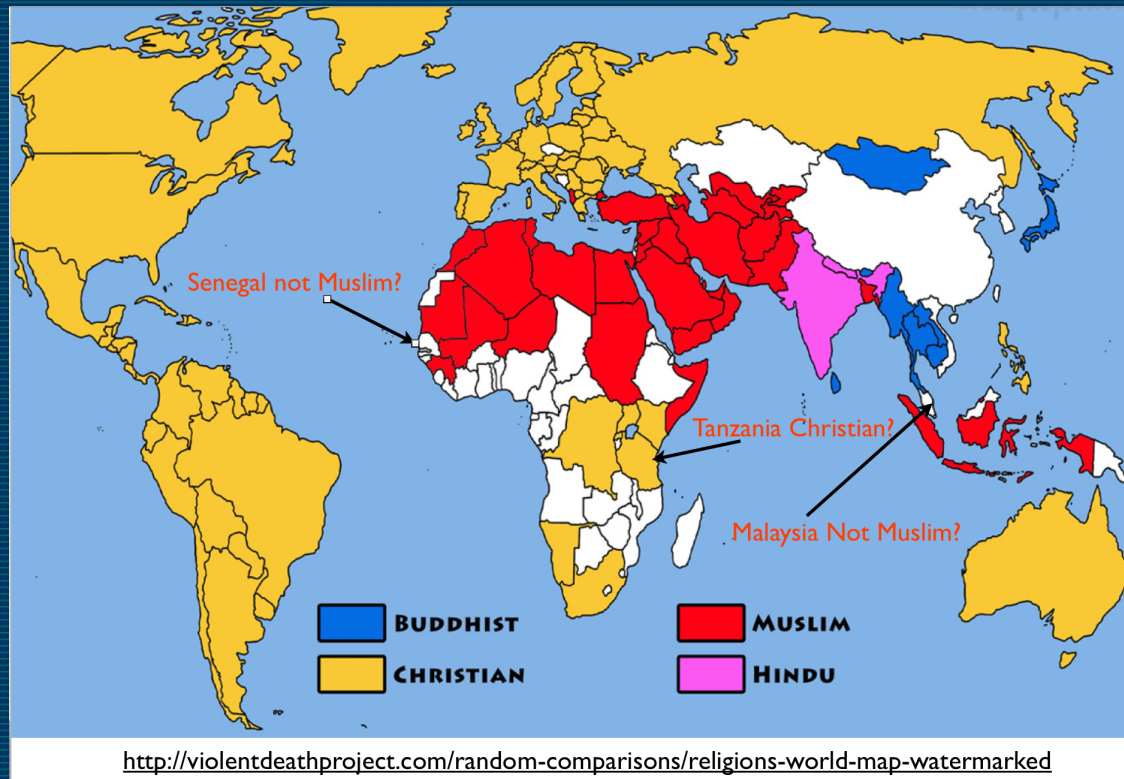 Senegal not Muslim?
Tanzania Christian?
Malaysia Not Muslim?
BUDDHIST
MUSLIM
CHRISTIAN
HINDU
http://violentdeathproject.com/random-comparisons/religions-world-map-watermarked